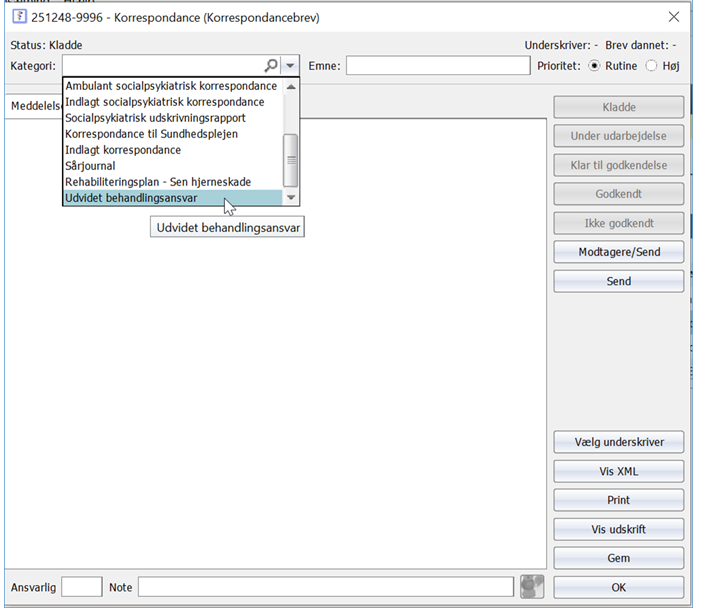 251248-9996 - Korrespondance (Korrespondancebrev)
Status: Kladde
Underskriver: - Brev dannet: -
Kategori:
Emne:
Prioritet: Rutine Høj
Ambulant socialpsykiatrisk korrespondance
Indlagt socialpsykiatrisk korrespondance
Socialpsykiatrisk udskrivningsrapport
Korrespondance til Sundhedsplejen
Indlagt korrespondance
Sårjournal
Rehabiliteringsplan - Sen hjerneskade
Udvidet behandlingsansvar
Udvidet behandlingsansvar
Meddelels
Kladde
Under udarbejdelse
Klar til godkendelse
Godkendt
Ikke godkendt
Modtagere/Send
Send
Vælg underskriver
Vis XML
Print
Vis udskrift
Gem
Ansvarlig
Note
OK